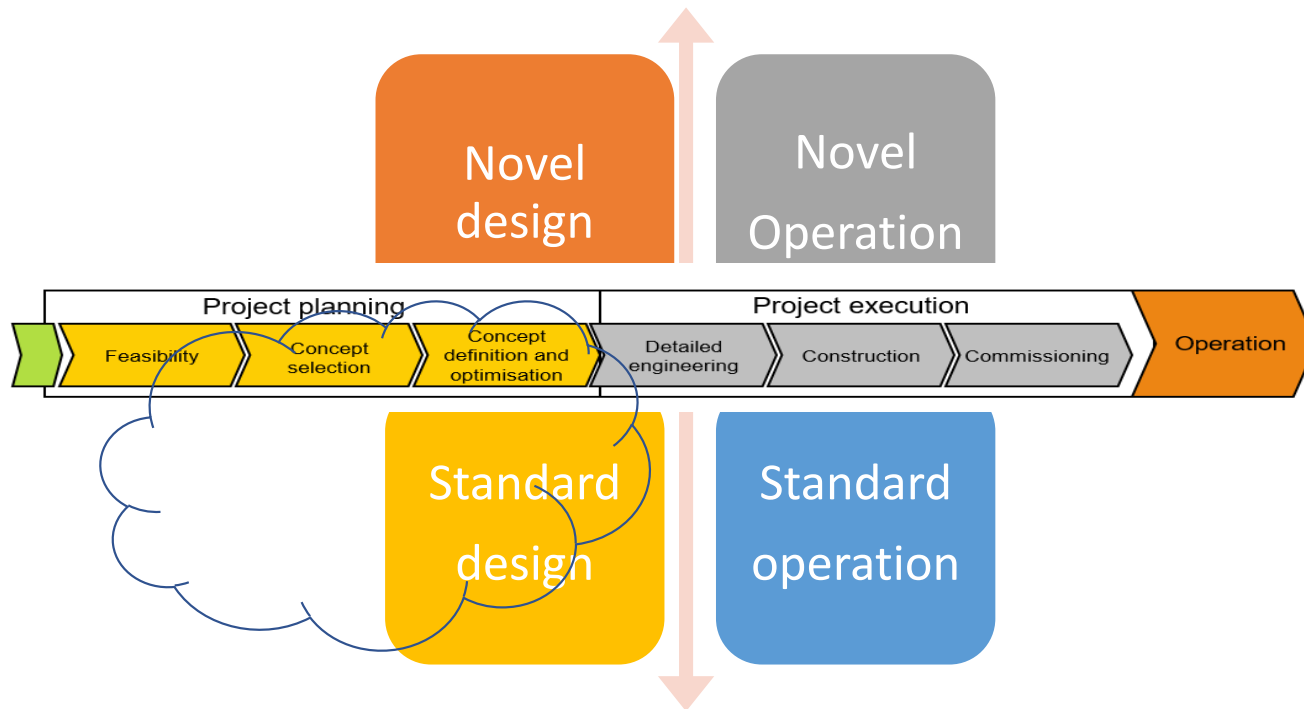 Novel
design
Novel
Operation
Project planning
Project execution
Feasibility
Concept
selection
Concept
definition and
optimisation
Detailed
engineering
Construction
Commissioning
Operation
Standard
design
Standard
operation